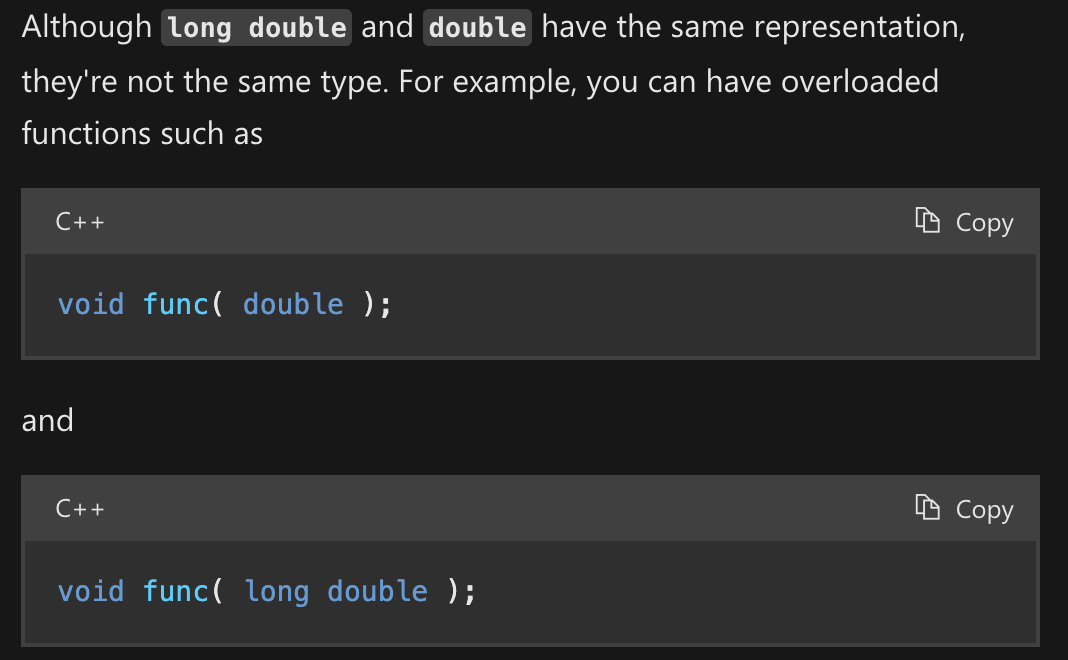 Although long double and double have the same representation,
they're not the same type. For example, you can have overloaded
functions such as
C++
Copy
void func( double );
and
C++
Copy
void func( long double );